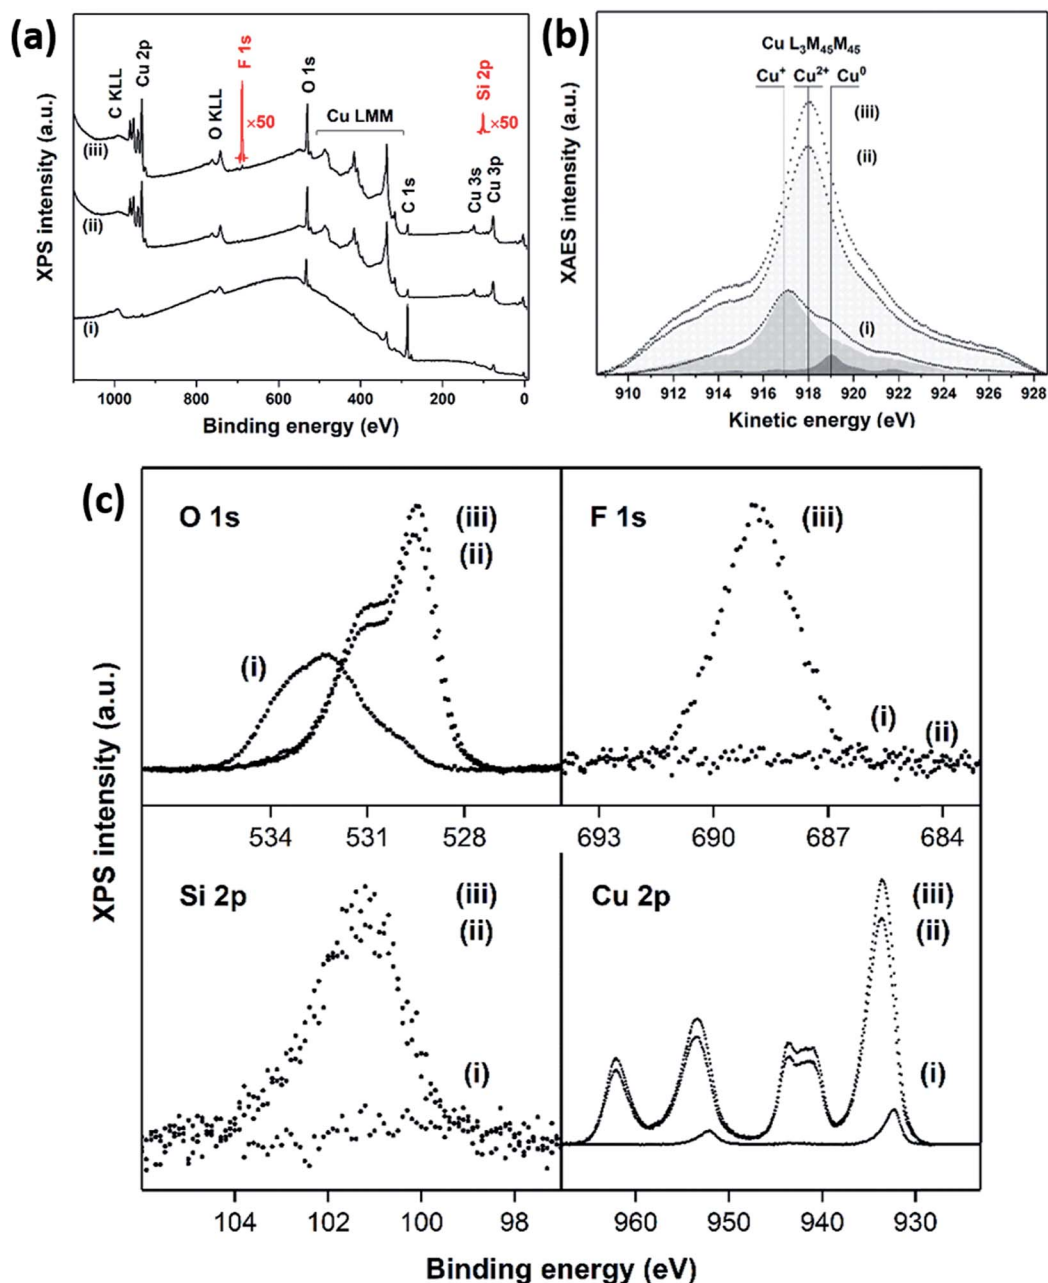 (a)
XPS intensity (a.u.)
C KLL
Cu 2p
O KLL
F 1s
×50
O 1s
Cu LMM
C 1s
Si 2p
×50
Cu 3s
Cu 3p
(iii)
(ii)
(i)
1000 800 600 400 200 0
Binding energy (eV)
(b)
XAES intensity (a.u.)
Cu L3M45M45
Cu+ Cu2+ Cu0
(iii)
(ii)
(i)
910 912 914 916 918 920 922 924 926 928
Kinetic energy (eV)
(c)
XPS intensity (a.u.)
O 1s
(iii)
(ii)
(i)
534 531 528
F 1s
(iii)
(i)
(ii)
693 690 687 684
Si 2p
(iii)
(ii)
(i)
104 102 100 98
Cu 2p
(iii)
(ii)
(i)
960 950 940 930
Binding energy (eV)